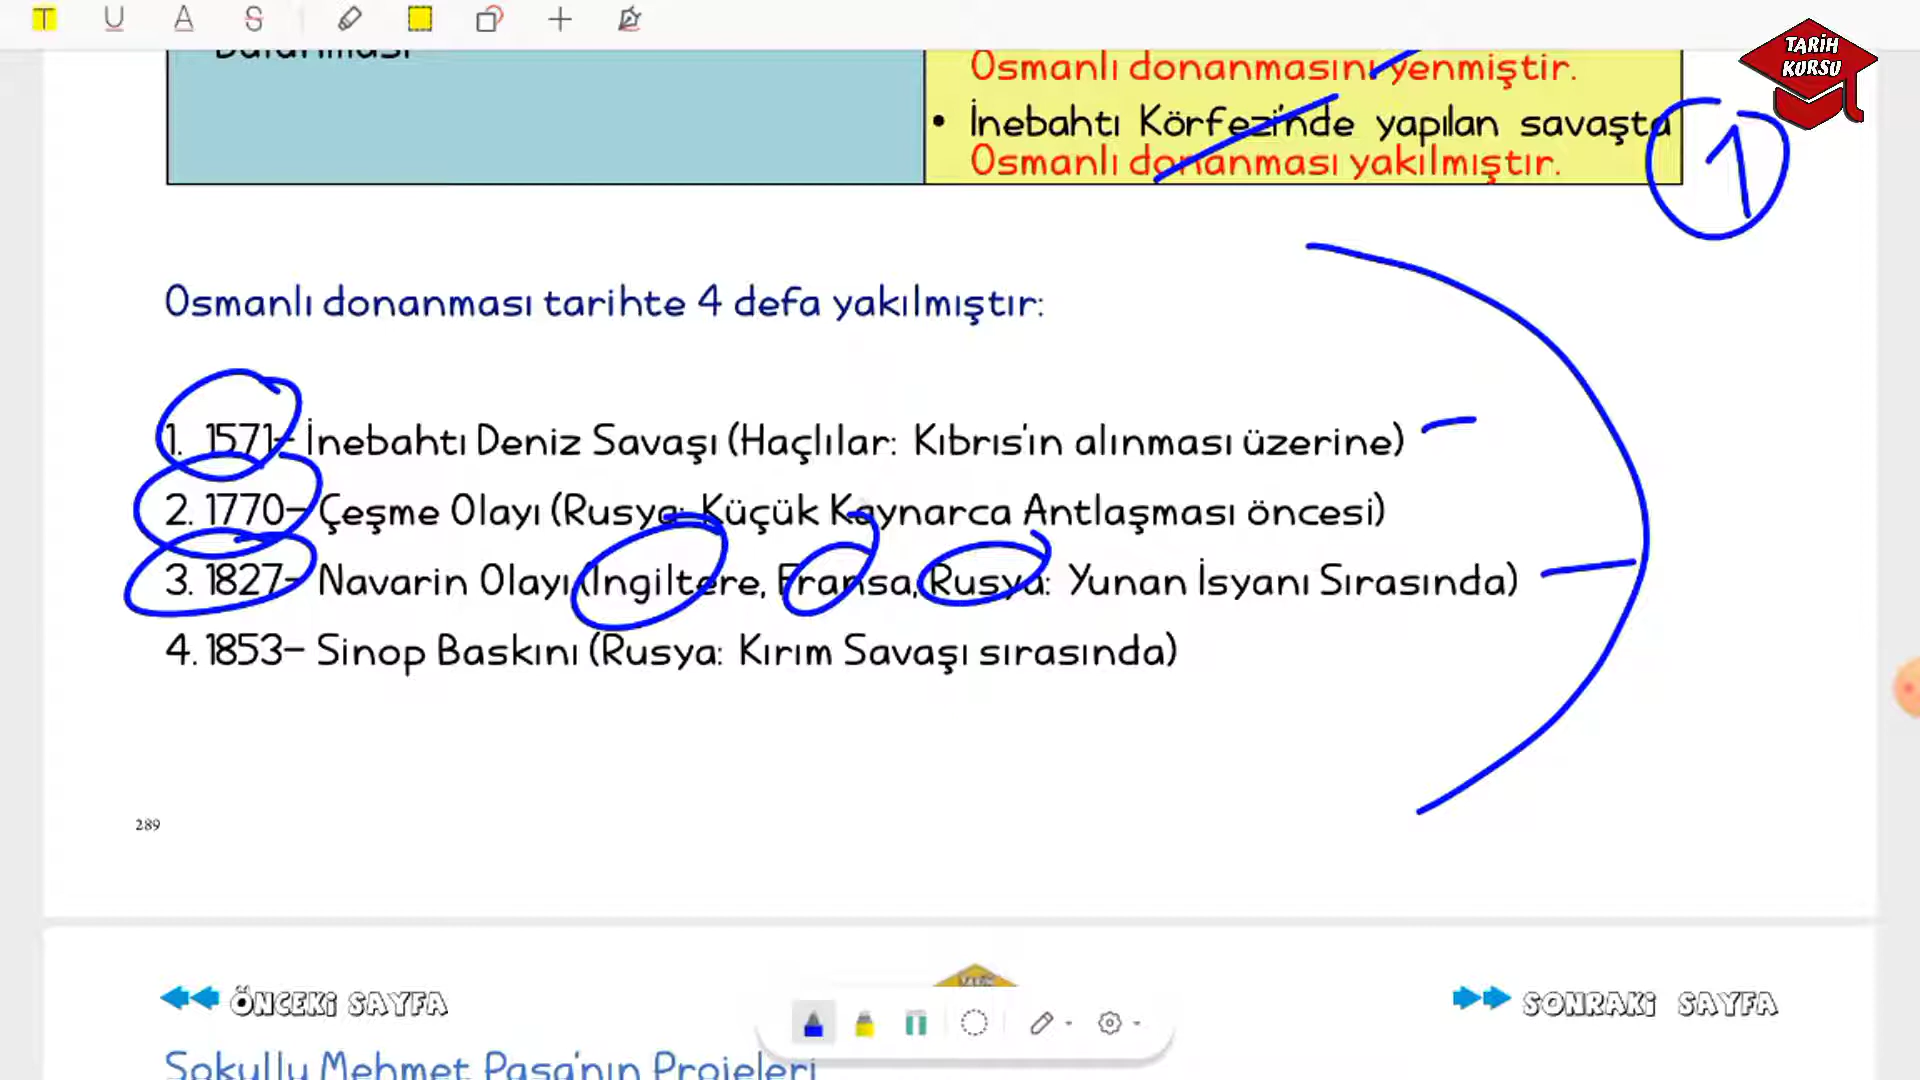 TARİH
KURSU
Osmanlı donanmasını yenmiştir.
• İnebahtı Körfezi'nde yapılan savaşta
Osmanlı donanması yakılmıştır.
1
Osmanlı donanması tarihte 4 defa yakılmıştır:
1. 1571– İnebahtı Deniz Savaşı (Haçlılar: Kıbrıs'ın alınması üzerine)
2. 1770– Çeşme Olayı (Rusya: Küçük Kaynarca Antlaşması öncesi)
3. 1827– Navarin Olayı (İngiltere, Fransa, Rusya: Yunan İsyanı Sırasında)
4. 1853– Sinop Baskını (Rusya: Kırım Savaşı sırasında)
289
ÖNCEKİ SAYFA
SONRAKİ SAYFA
Sokullu Mehmet Paşa'nın Projeleri